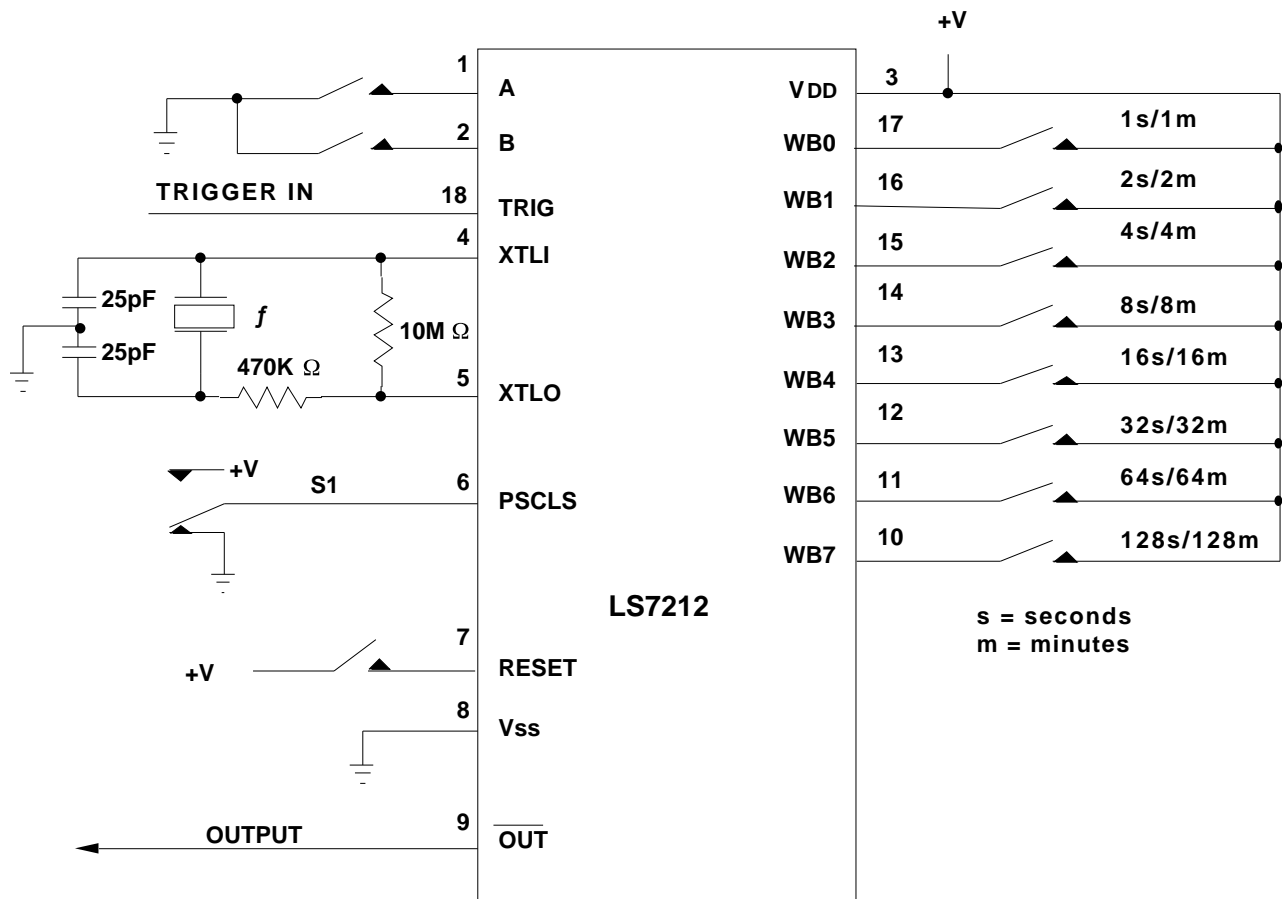 +V
1
A
2
B
TRIGGER IN
18
TRIG
4
XTLI
25pF
ƒ
10M Ω
25pF
470K Ω
5
XTLO
+V
S1
6
PSCLS
LS7212
7
+V
RESET
8
Vss
OUTPUT
9
OUT
VDD
3
17
1s/1m
WB0
16
2s/2m
WB1
15
4s/4m
WB2
14
8s/8m
WB3
13
16s/16m
WB4
12
32s/32m
WB5
11
64s/64m
WB6
10
128s/128m
WB7
s = seconds
m = minutes